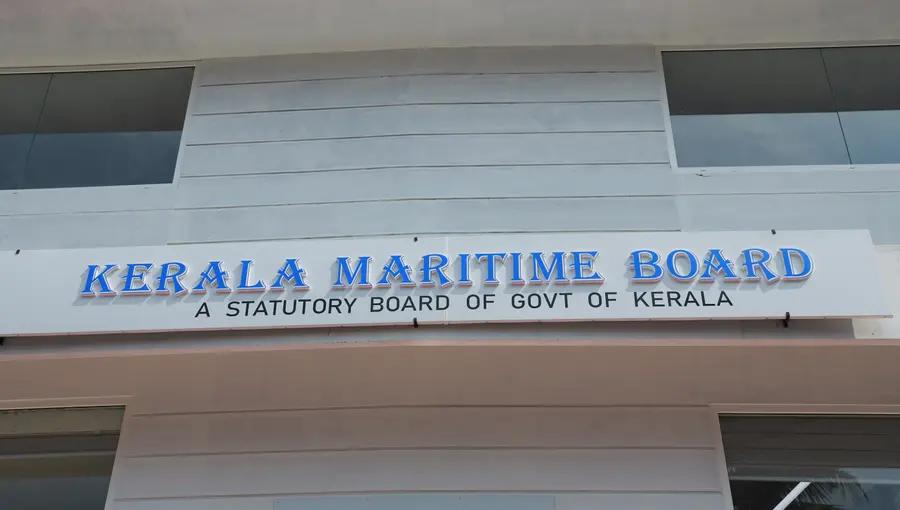 KERALA MARITIME BOARD
A STATUTORY BOARD OF GOVT OF KERALA